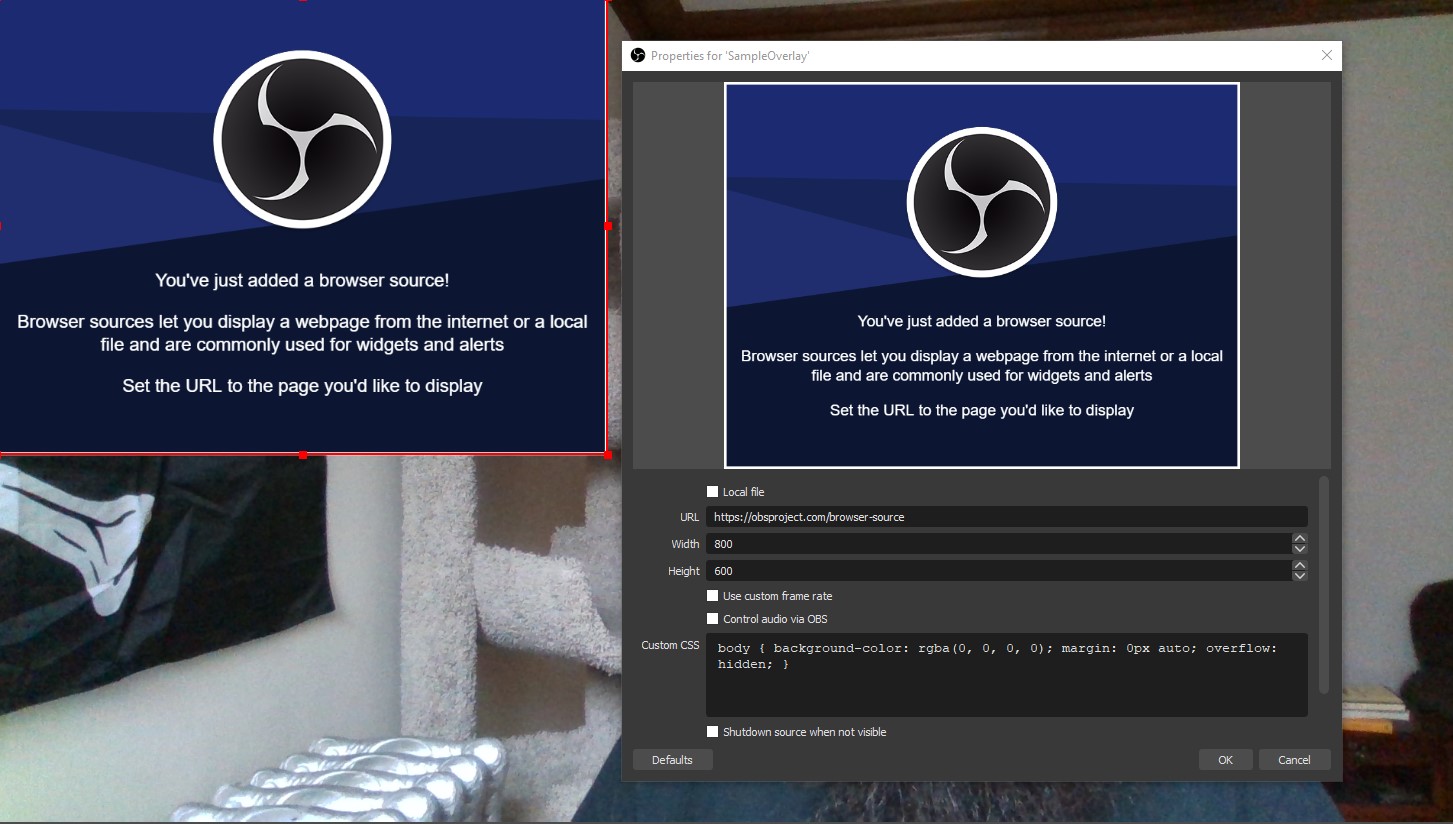 You've just added a browser source!
Browser sources let you display a webpage from the internet or a local
file and are commonly used for widgets and alerts
Set the URL to the page you'd like to display
Properties for 'SampleOverlay'
You've just added a browser source!
Browser sources let you display a webpage from the internet or a local
file and are commonly used for widgets and alerts
Set the URL to the page you'd like to display
Local file
URL https://obsproject.com/browser-source
Width 800
Height 600
Use custom frame rate
Control audio via OBS
Custom CSS body { background-color: rgba(0, 0, 0, 0); margin: 0px auto; overflow:
hidden; }
Shutdown source when not visible
Defaults OK Cancel